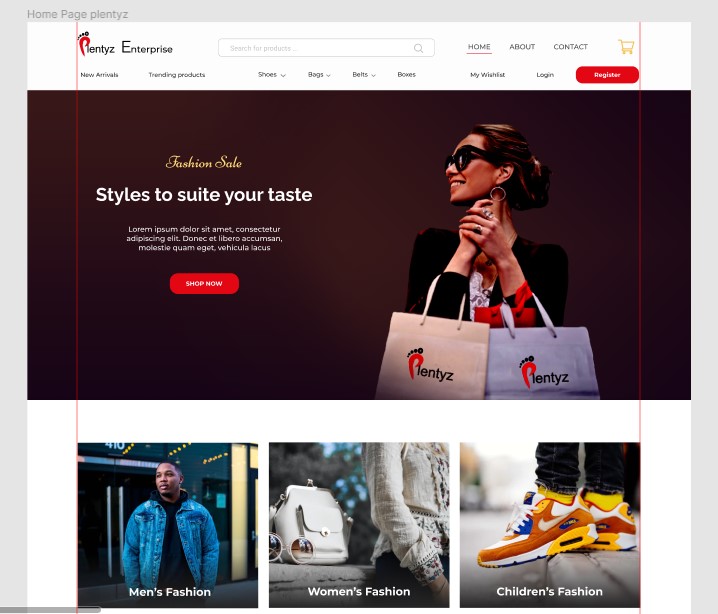 Home Page plentyz
Plentyz Enterprise
Search for products ...
HOME ABOUT CONTACT
New Arrivals Trending products Shoes Bags Belts Boxes My Wishlist Login Register
Fashion Sale
Styles to suite your taste
Lorem ipsum dolor sit amet, consectetur
adipiscing elit. Donec et libero accumsan,
molestie quam eget, vehicula lacus
SHOP NOW
Plentyz
Plentyz
410
Men's Fashion
Women's Fashion
Children's Fashion